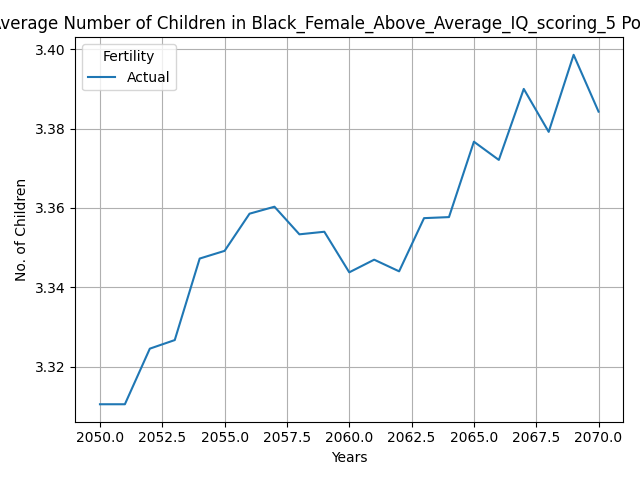 Average Number of Children in Black_Female_Above_Average_IQ_scoring_5 Po
Fertility
Actual
3.40
3.38
3.36
3.34
3.32
No. of Children
2050.0 2052.5 2055.0 2057.5 2060.0 2062.5 2065.0 2067.5 2070.0
Years